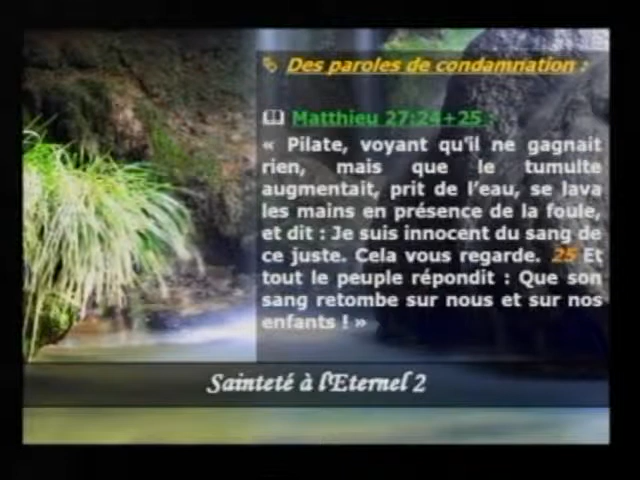 Des paroles de condamnation :
Matthieu 27:24+25 :
« Pilate, voyant qu'il ne gagnait
rien, mais que le tumulte
augmentait, prit de l'eau, se lava
les mains en présence de la foule,
et dit : Je suis innocent du sang de
ce juste. Cela vous regarde. 25 Et
tout le peuple répondit : Que son
sang retombe sur nous et sur nos
enfants ! »
Sainteté à l'Eternel 2